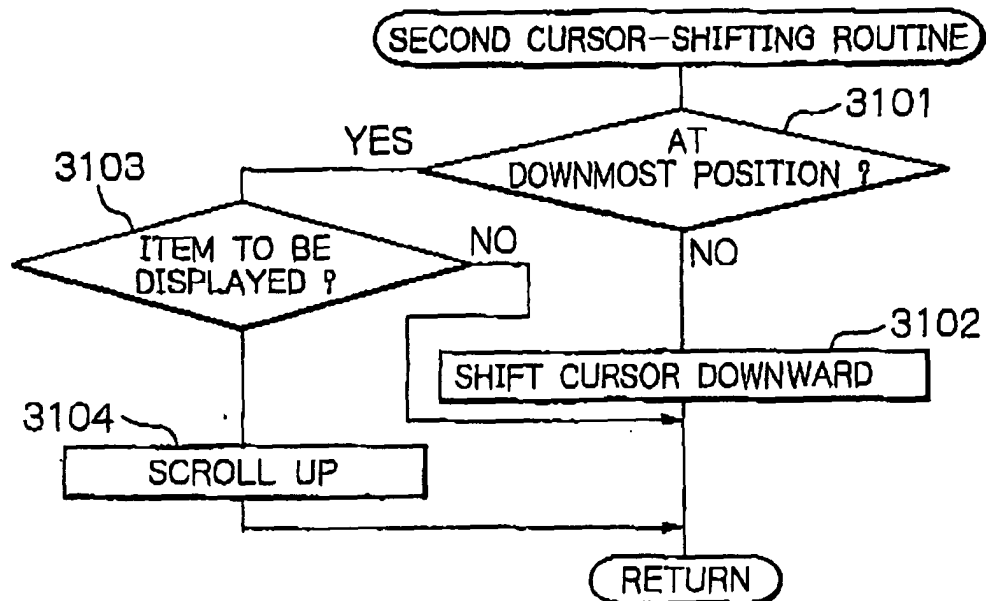 SECOND CURSOR-SHIFTING ROUTINE
3101
AT
DOWNMOST POSITION ?
YES
NO
3103
ITEM TO BE
DISPLAYED ?
NO
3102
SHIFT CURSOR DOWNWARD
3104
SCROLL UP
RETURN